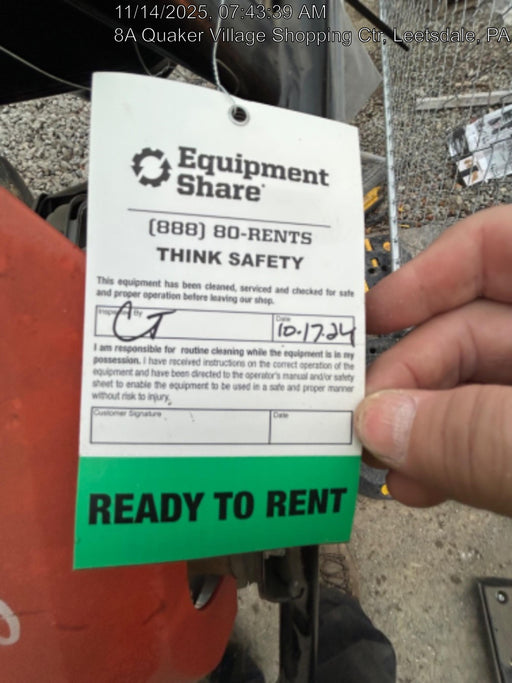 11/14/2025, 07:43:39 AM
8A Quaker Village Shopping Ctr, Leetsdale, PA
Equipment
Share
(888) 80-RENTS
THINK SAFETY
This equipment has been cleaned, serviced and checked for safe
and proper operation before leaving our shop.
Inspected By CT Date 10-17-24
I am responsible for routine cleaning while the equipment is in my
possession. I have received instructions on the correct operation of the
equipment and have been directed to the operator's manual and/or safety
sheet to enable the equipment to be used in a safe and proper manner
without risk to injury.
Customer Signature Date
READY TO RENT